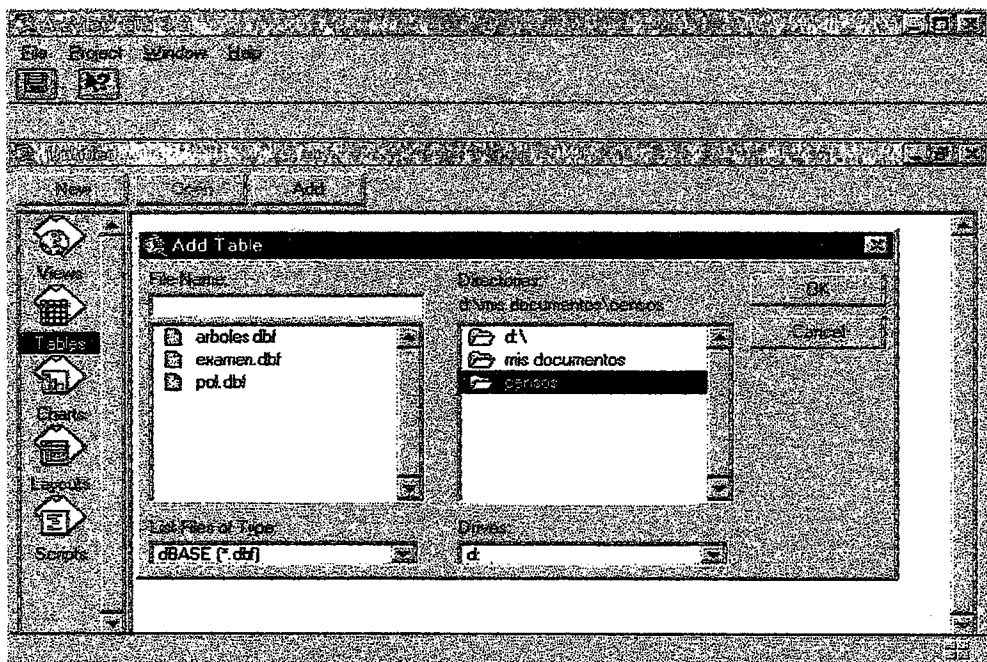 File Project Window Help
Untitled
New Open Add
Views
Tables
Charts
Layouts
Scripts
Add Table
File Name:
arboles.dbf
examen.dbf
pol.dbf
List Files of Type:
dBASE (*.dbf)
Directories:
d:\mis documentos\censos
d:\
mis documentos
censos
Drives:
d:
OK
Cancel